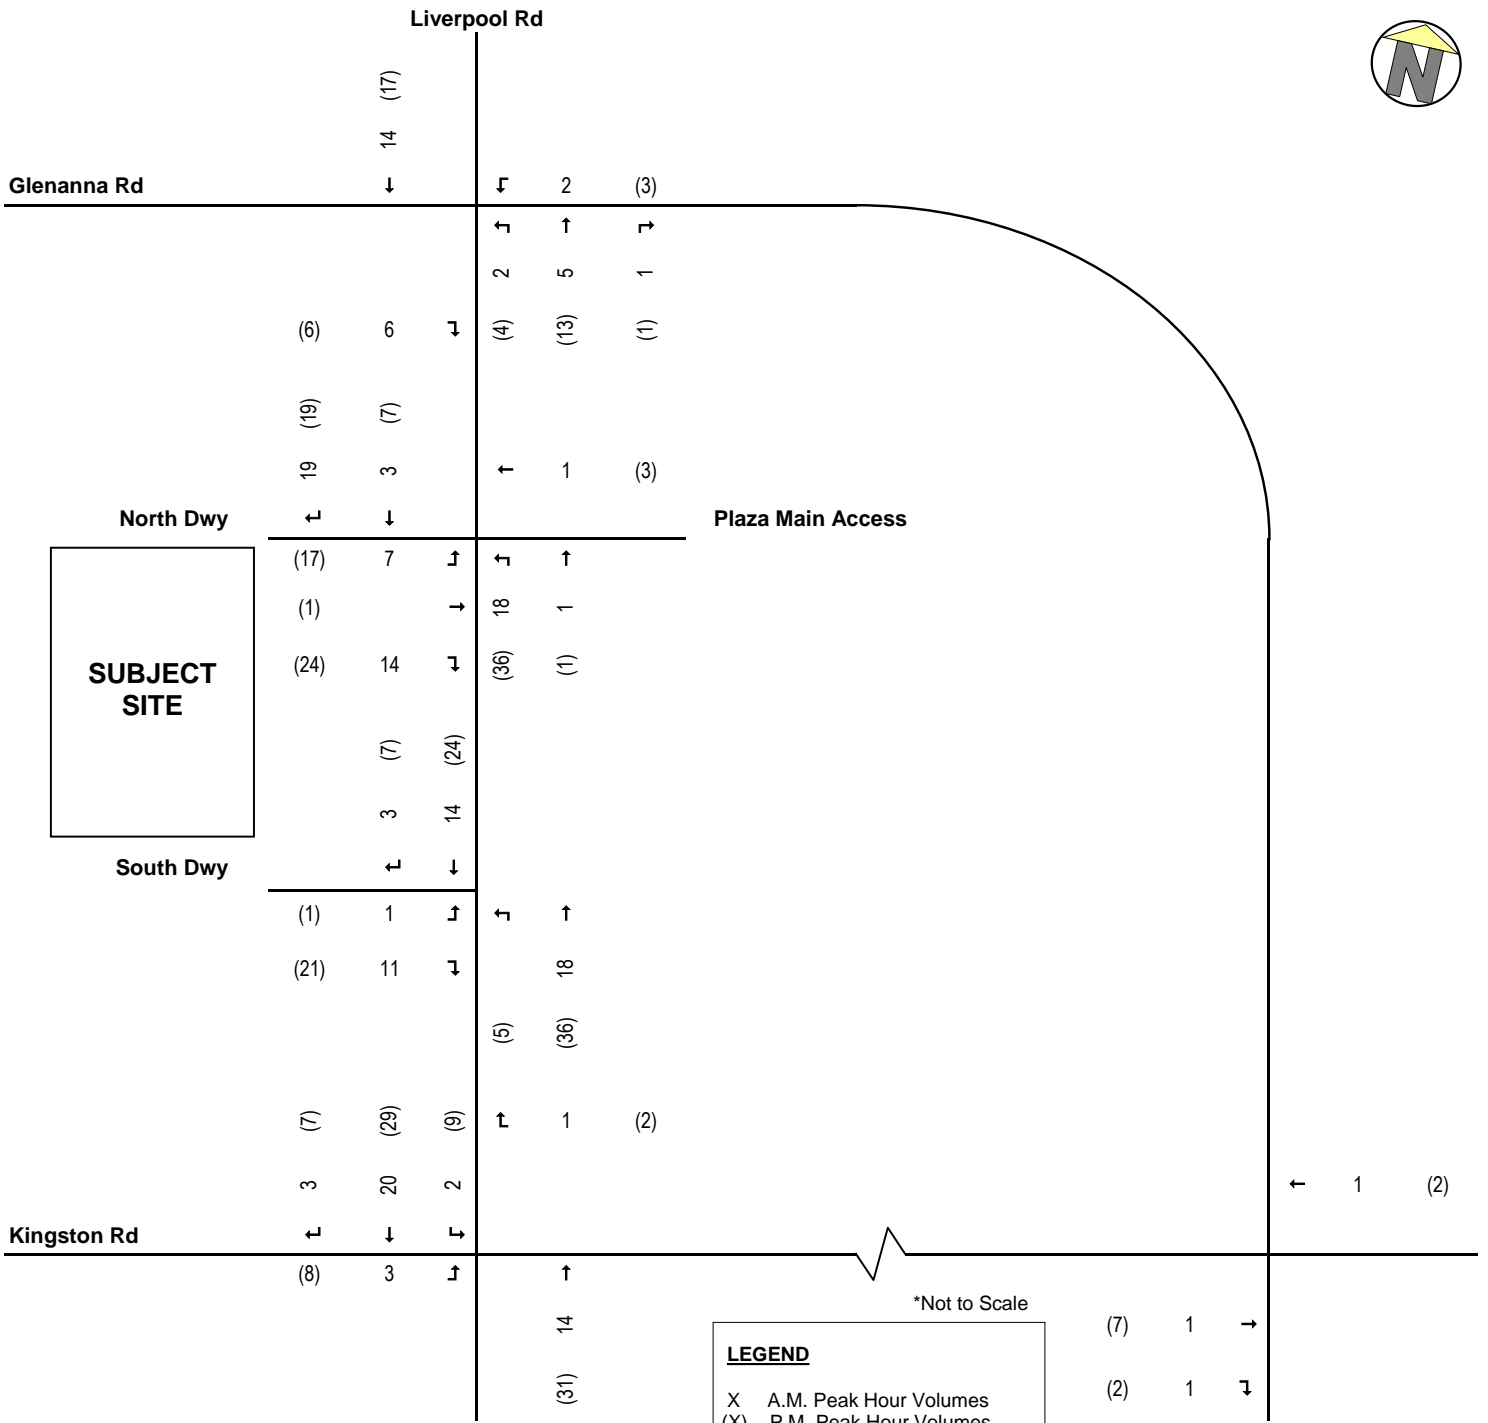 Liverpool Rd
N
(17)
14
Glenanna Rd ↓ ↰ 2 (3)
↰ ↑ ↱
2 5 1
(6) 6 ↴ (4) (13) (1)
(19) (7)
19 3 ← 1 (3)
North Dwy ↵ ↓ Plaza Main Access
(17) 7 ↥ ↰ ↑
(1) → 18 1
SUBJECT
SITE
(24) 14 ↴ (36) (1)
(7) (24)
3 14
South Dwy ↵ ↓
(1) 1 ↥ ↰ ↑
(21) 11 ↴ 18
(5) (36)
(7) (29) (9) 1 (2)
3 20 2 ← 1 (2)
Kingston Rd ↵ ↓ ↳
(8) 3 ↥ ↑
*Not to Scale
14 (7) 1 →
LEGEND
(31) (2) 1 ↴
X A.M. Peak Hour Volumes
(X) P.M. Peak Hour Volumes